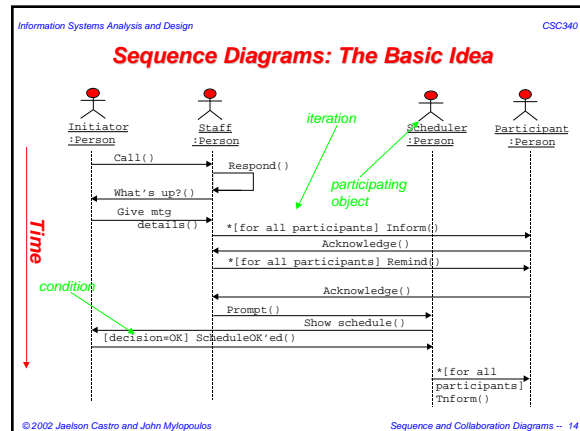 Information Systems Analysis and Design
CSC340
Sequence Diagrams: The Basic Idea
Initiator
:Person
Staff
:Person
iteration
Scheduler
:Person
Participant
:Person
Call()
Respond()
participating
object
What's up?()
Give mtg
details()
Time
*[for all participants] Inform()
Acknowledge()
*[for all participants] Remind()
condition
Acknowledge()
Prompt()
Show schedule()
[decision=OK] ScheduleOK'ed()
*[for all
participants]
Tnform()
© 2002 Jaelson Castro and John Mylopoulos
Sequence and Collaboration Diagrams -- 14